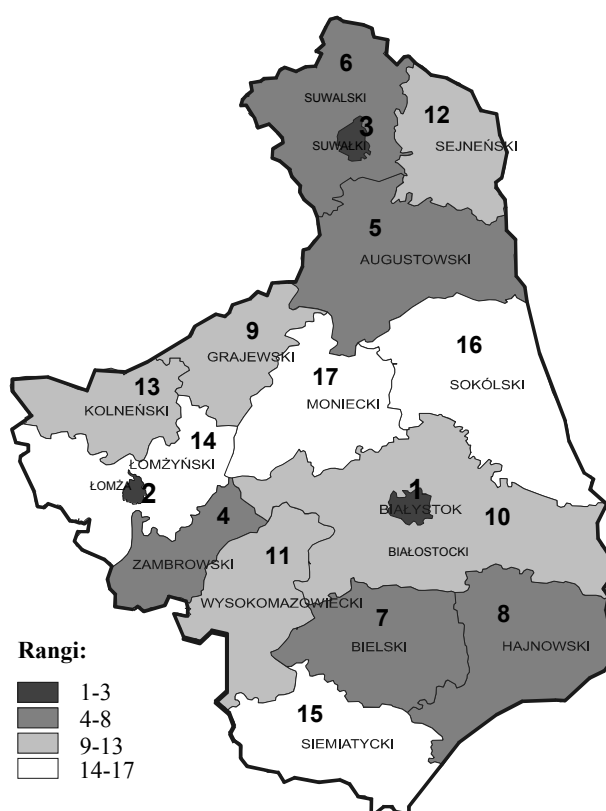 6
SUWALSKI
3
SUWAŁKI
12
SEJNEŃSKI
5
AUGUSTOWSKI
9
GRAJEWSKI
16
SOKÓLSKI
17
MONIECKI
13
KOLNEŃSKI
14
ŁOMŻYŃSKI
ŁOMŻA
2
1
BIAŁYSTOK
4
ZAMBROWSKI
10
BIAŁOSTOCKI
11
WYSOKOMAZOWIECKI
7
BIELSKI
8
HAJNOWSKI
15
SIEMIATYCKI
Rangi:
1-3
4-8
9-13
14-17